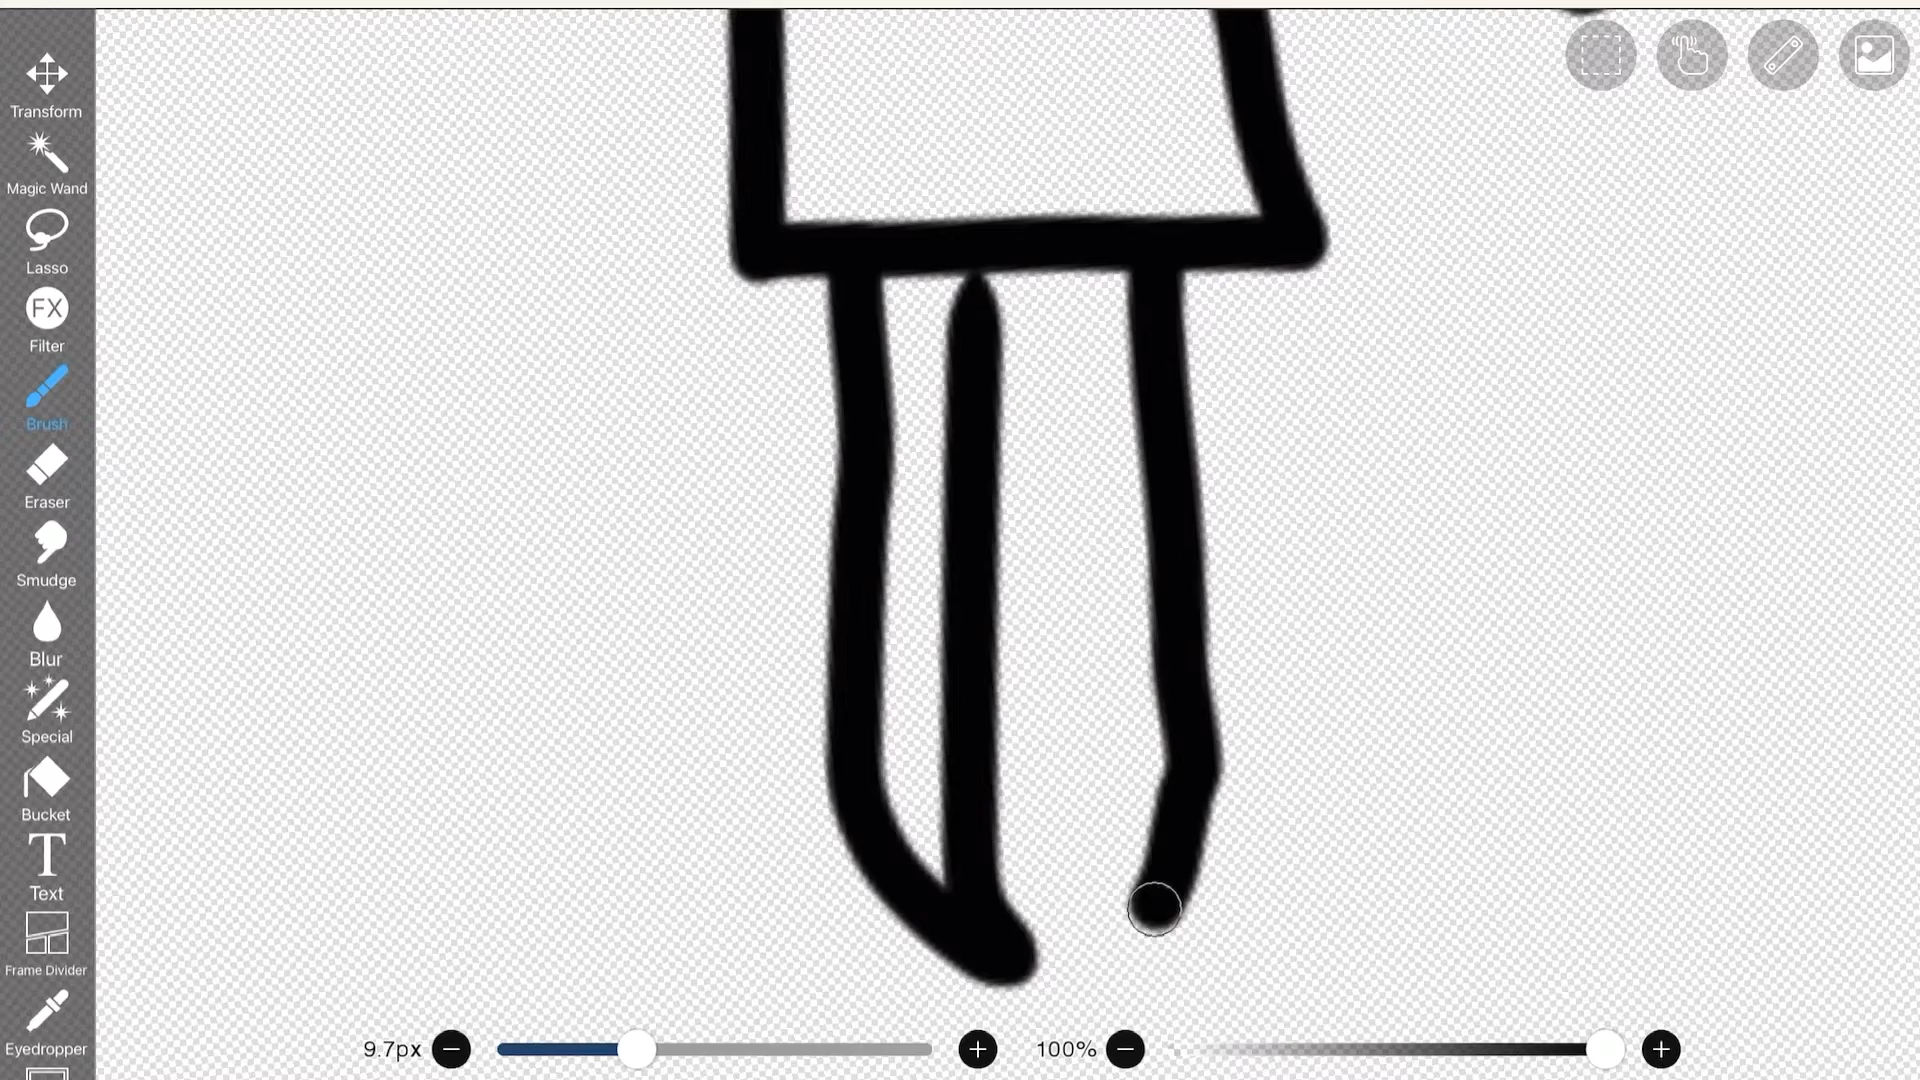 Transform
Magic Wand
Lasso
FX
Filter
Brush
Eraser
Smudge
Blur
Special
Bucket
T
Text
Frame Divider
Eyedropper
9.7px
100%